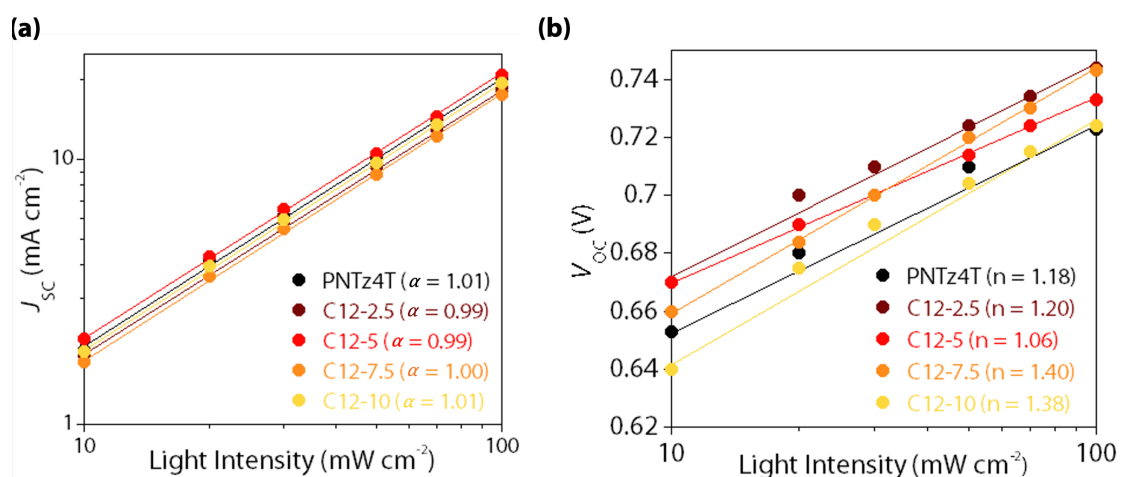 (a)
10
1
10
100
J_SC (mA cm⁻²)
Light Intensity (mW cm⁻²)
PNTz4T (α = 1.01)
C12-2.5 (α = 0.99)
C12-5 (α = 0.99)
C12-7.5 (α = 1.00)
C12-10 (α = 1.01)
(b)
0.74
0.72
0.7
0.68
0.66
0.64
0.62
10
100
V_OC (V)
Light Intensity (mW cm⁻²)
PNTz4T (n = 1.18)
C12-2.5 (n = 1.20)
C12-5 (n = 1.06)
C12-7.5 (n = 1.40)
C12-10 (n = 1.38)